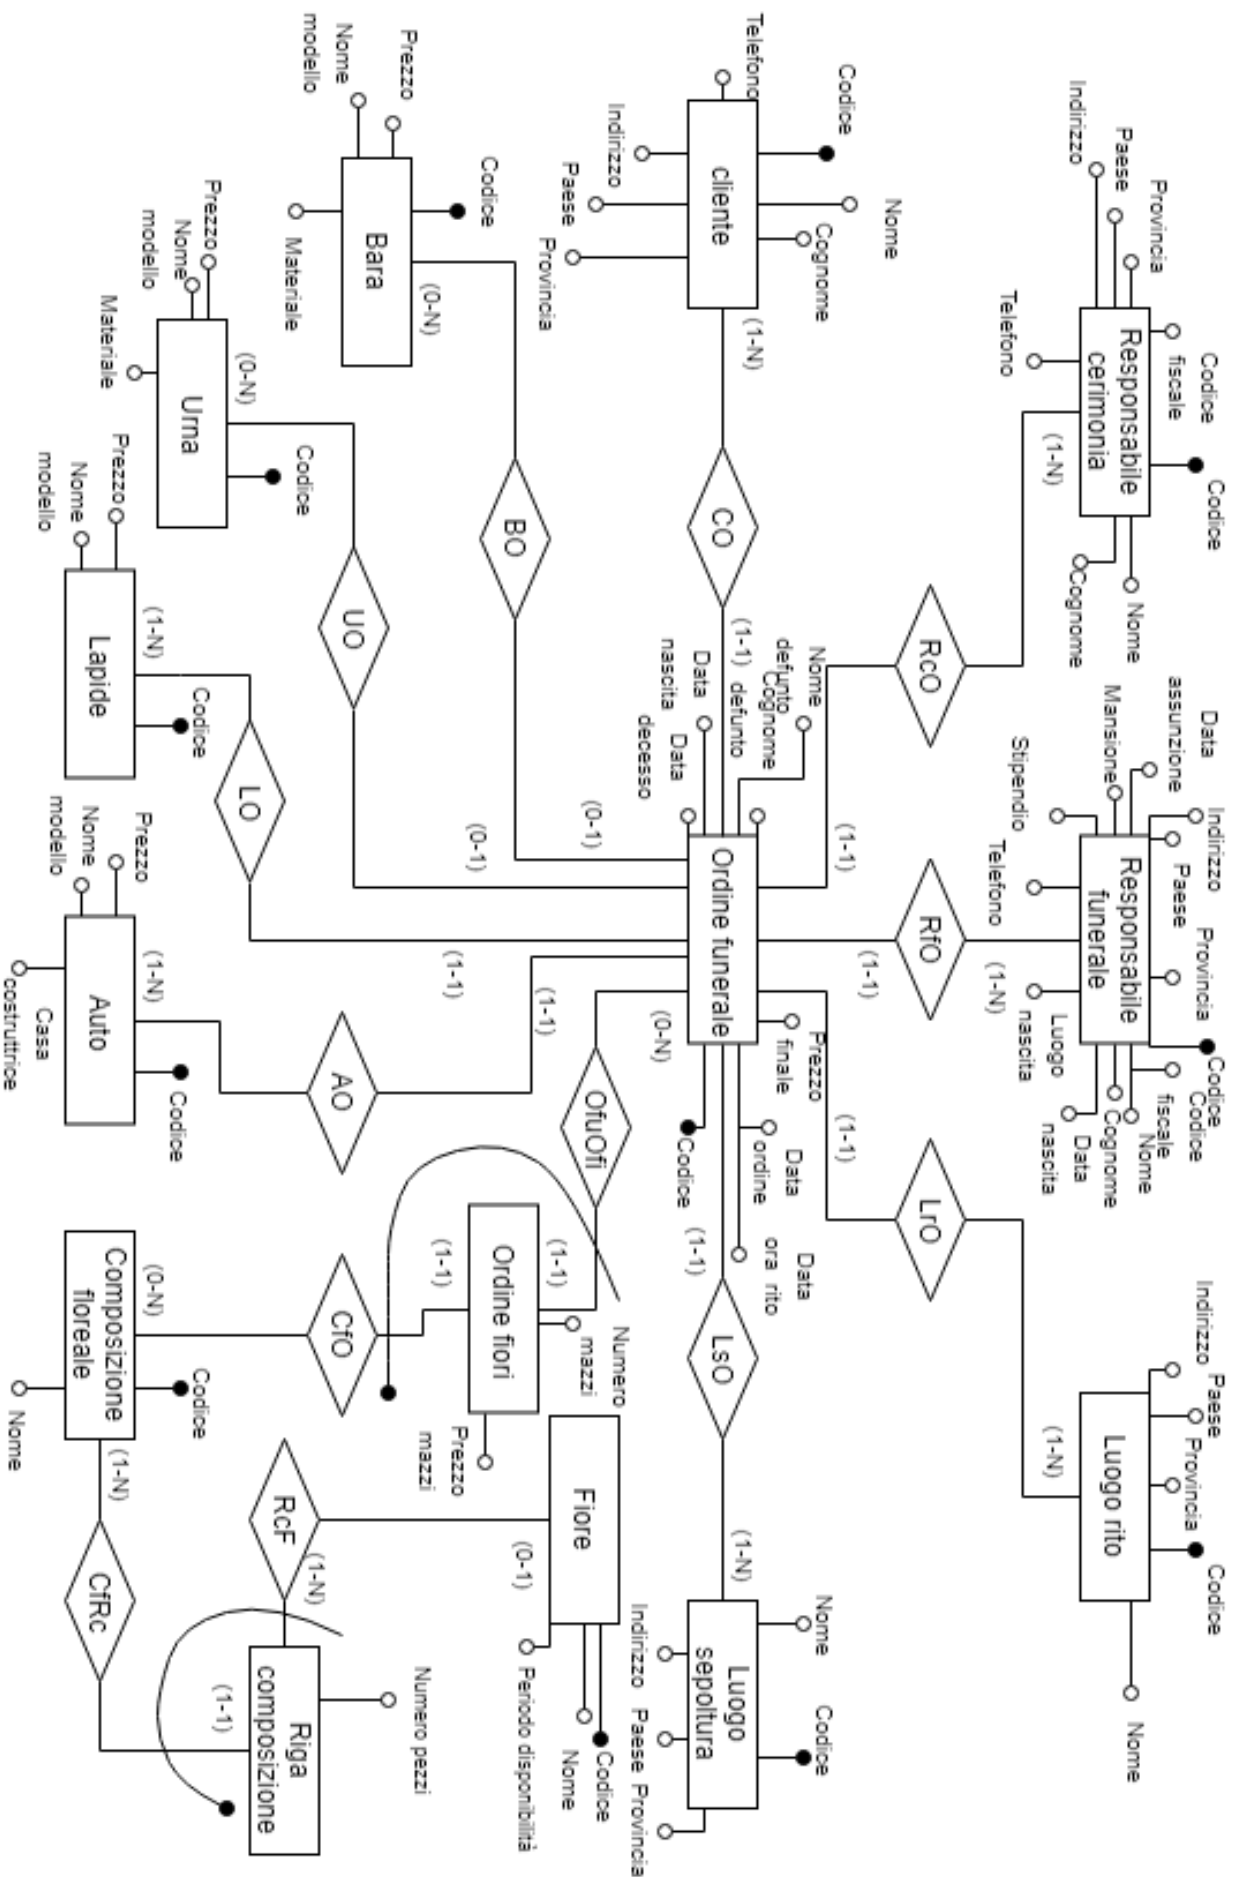 Indirizzo
Paese
Provincia
Codice
fiscale
Codice
Responsabile
cerimonia
Telefono
Nome
Cognome
(1-N)
RcO
(1-1)
Data
assunzione
Mansione
Stipendio
Indirizzo
Paese
Provincia
Codice
Codice
fiscale
Responsabile
funerale
Telefono
Luogo
nascita
Nome
Cognome
Data
nascita
(1-N)
RfO
(1-1)
Indirizzo
Paese
Provincia
Codice
Luogo rito
Nome
(1-N)
LrO
(1-1)
Telefono
Codice
Nome
Cognome
cliente
Indirizzo
Paese
Provincia
(1-N)
CO
(1-1)
Nome
defunto
Cognome
defunto
Data
nascita
Data
decesso
Ordine funerale
Prezzo
finale
Data
ordine
Data
ora rito
Codice
(0-N)
(1-1)
LsO
(1-N)
Nome
Codice
Luogo
sepoltura
Indirizzo
Paese
Provincia
Prezzo
Nome
modello
Codice
Bara
Materiale
(0-N)
BO
(0-1)
Prezzo
Nome
modello
Materiale
Urna
Codice
(0-N)
UO
(0-1)
Prezzo
Nome
modello
Lapide
Codice
(1-N)
LO
(1-1)
Prezzo
Nome
modello
Auto
Casa
costruttrice
Codice
(1-N)
AO
(1-1)
OfuOfi
(1-1)
Ordine fiori
Numero
mazzi
Prezzo
mazzi
(1-1)
CfO
(0-N)
Composizione
floreale
Codice
Nome
(1-N)
CfRc
(1-1)
Riga
composizione
Numero pezzi
(1-N)
RcF
(0-1)
Fiore
Codice
Nome
Periodo disponibilità